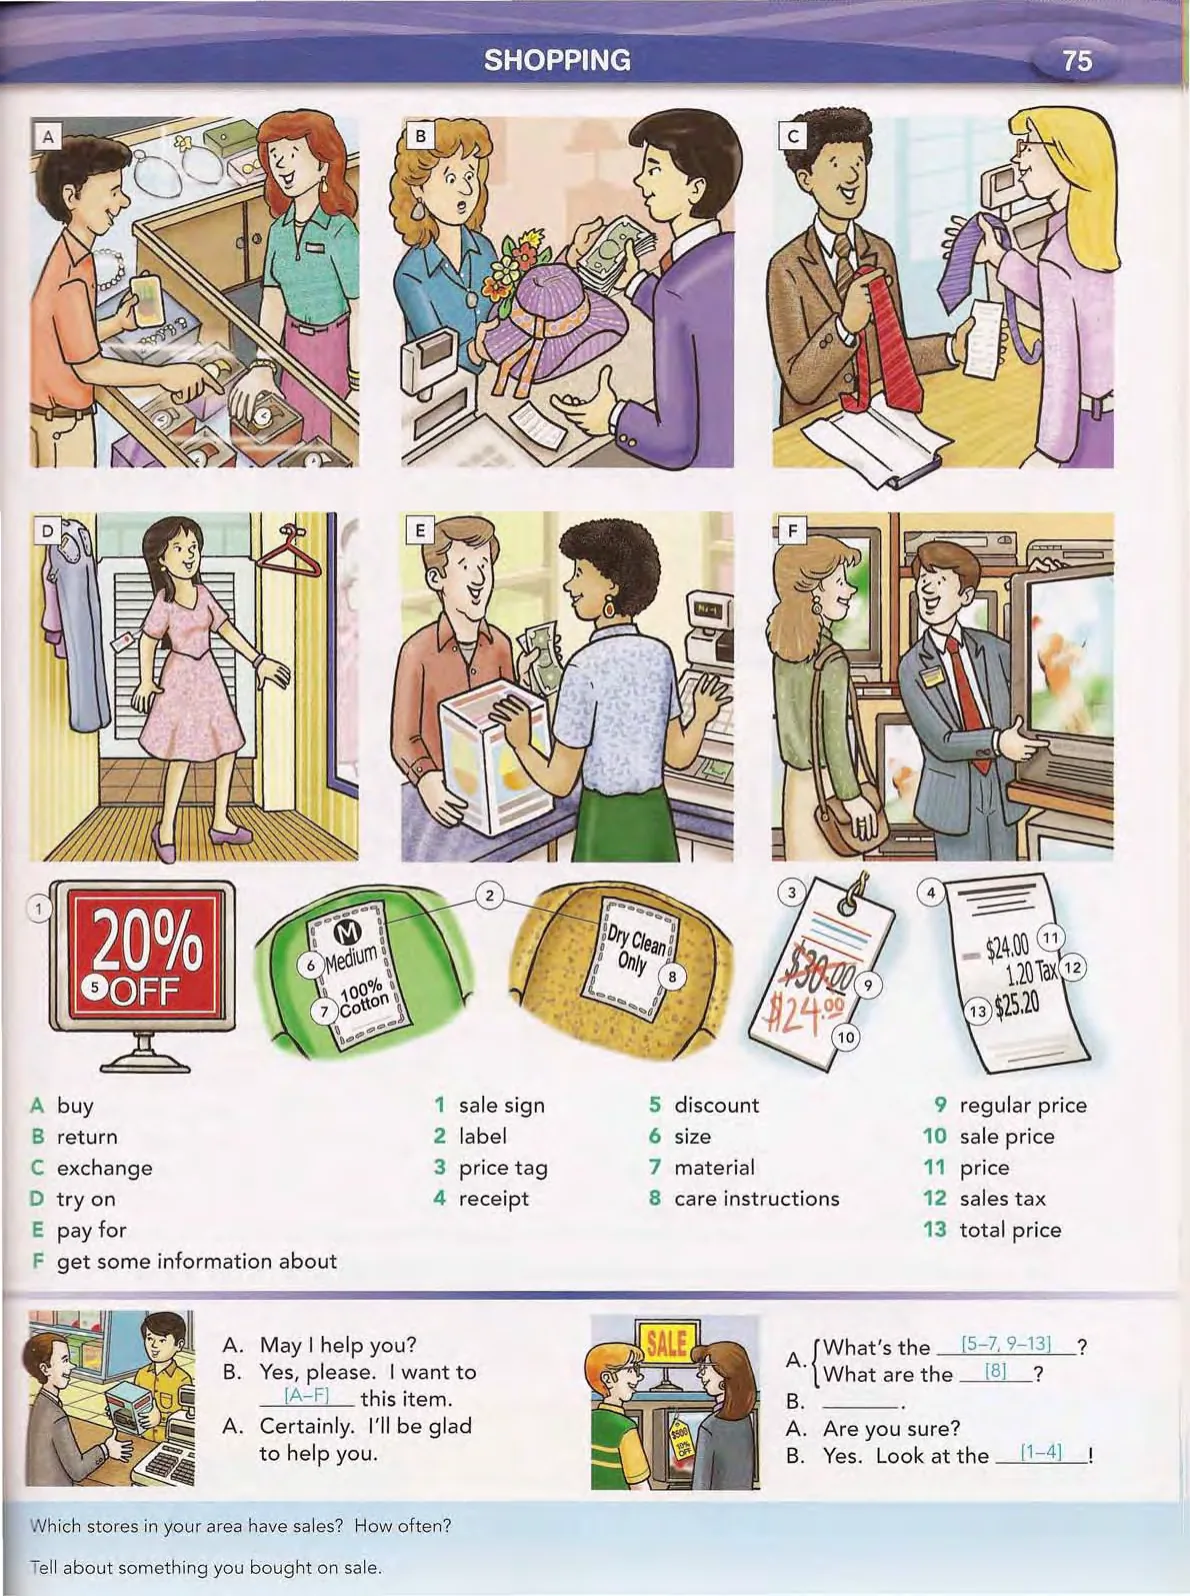 SHOPPING
75
A
B
C
D
E
F
1
20%
5 OFF
2
M
6 Medium
7 100%
Cotton
Dry Clean
Only
8
3
$30.00
9
$24.00
10
4
$24.00 11
1.20 Tax 12
13 $25.20
A buy
B return
C exchange
D try on
E pay for
F get some information about
1 sale sign
2 label
3 price tag
4 receipt
5 discount
6 size
7 material
8 care instructions
9 regular price
10 sale price
11 price
12 sales tax
13 total price
A. May I help you?
B. Yes, please. I want to
[A–F] this item.
A. Certainly. I'll be glad
to help you.
SALE
$500
10%
OFF
A. What's the [5–7, 9–13] ?
What are the [8] ?
B. ________ .
A. Are you sure?
B. Yes. Look at the [1–4] !
Which stores in your area have sales? How often?
Tell about something you bought on sale.